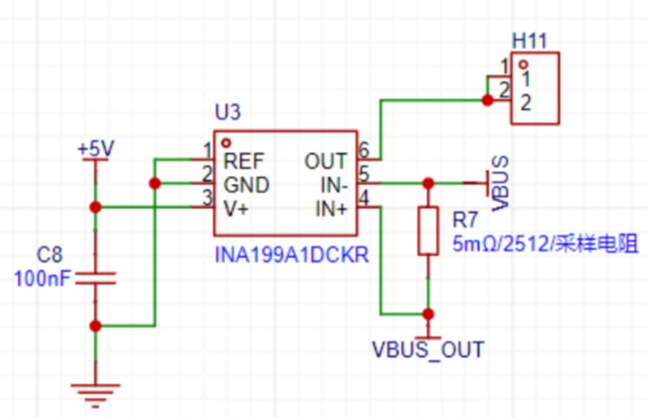 H11
1
1
2
2
U3
+5V
1
REF
OUT
6
2
GND
IN-
5
3
V+
IN+
4
VBUS
C8
100nF
R7
5mΩ/2512/采样电阻
INA199A1DCKR
VBUS_OUT